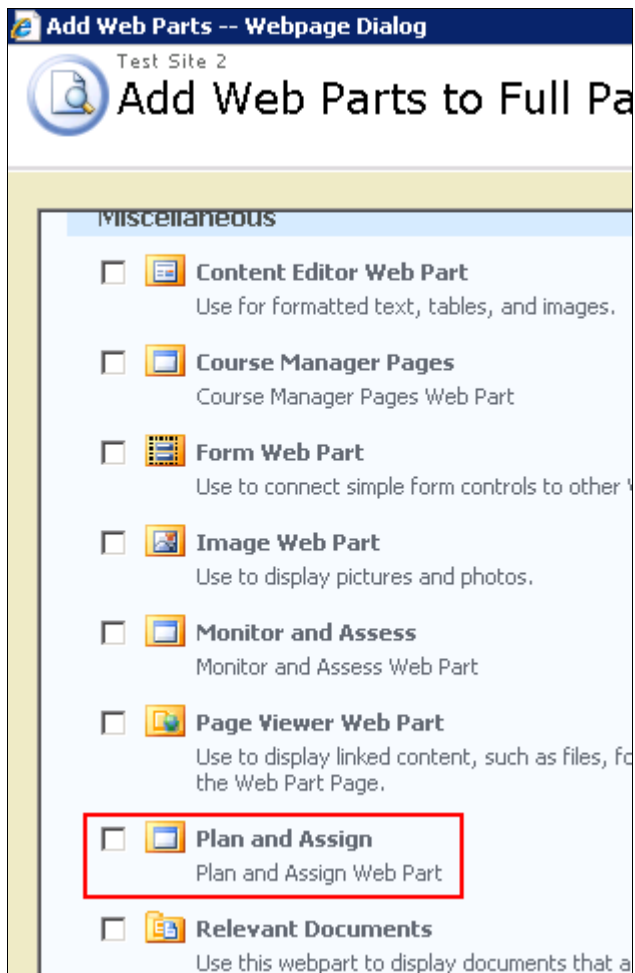 Add Web Parts -- Webpage Dialog
Test Site 2
Add Web Parts to Full Pa
Miscellaneous
Content Editor Web Part
Use for formatted text, tables, and images.
Course Manager Pages
Course Manager Pages Web Part
Form Web Part
Use to connect simple form controls to other
Image Web Part
Use to display pictures and photos.
Monitor and Assess
Monitor and Assess Web Part
Page Viewer Web Part
Use to display linked content, such as files, fo
the Web Part Page.
Plan and Assign
Plan and Assign Web Part
Relevant Documents
Use this webpart to display documents that a